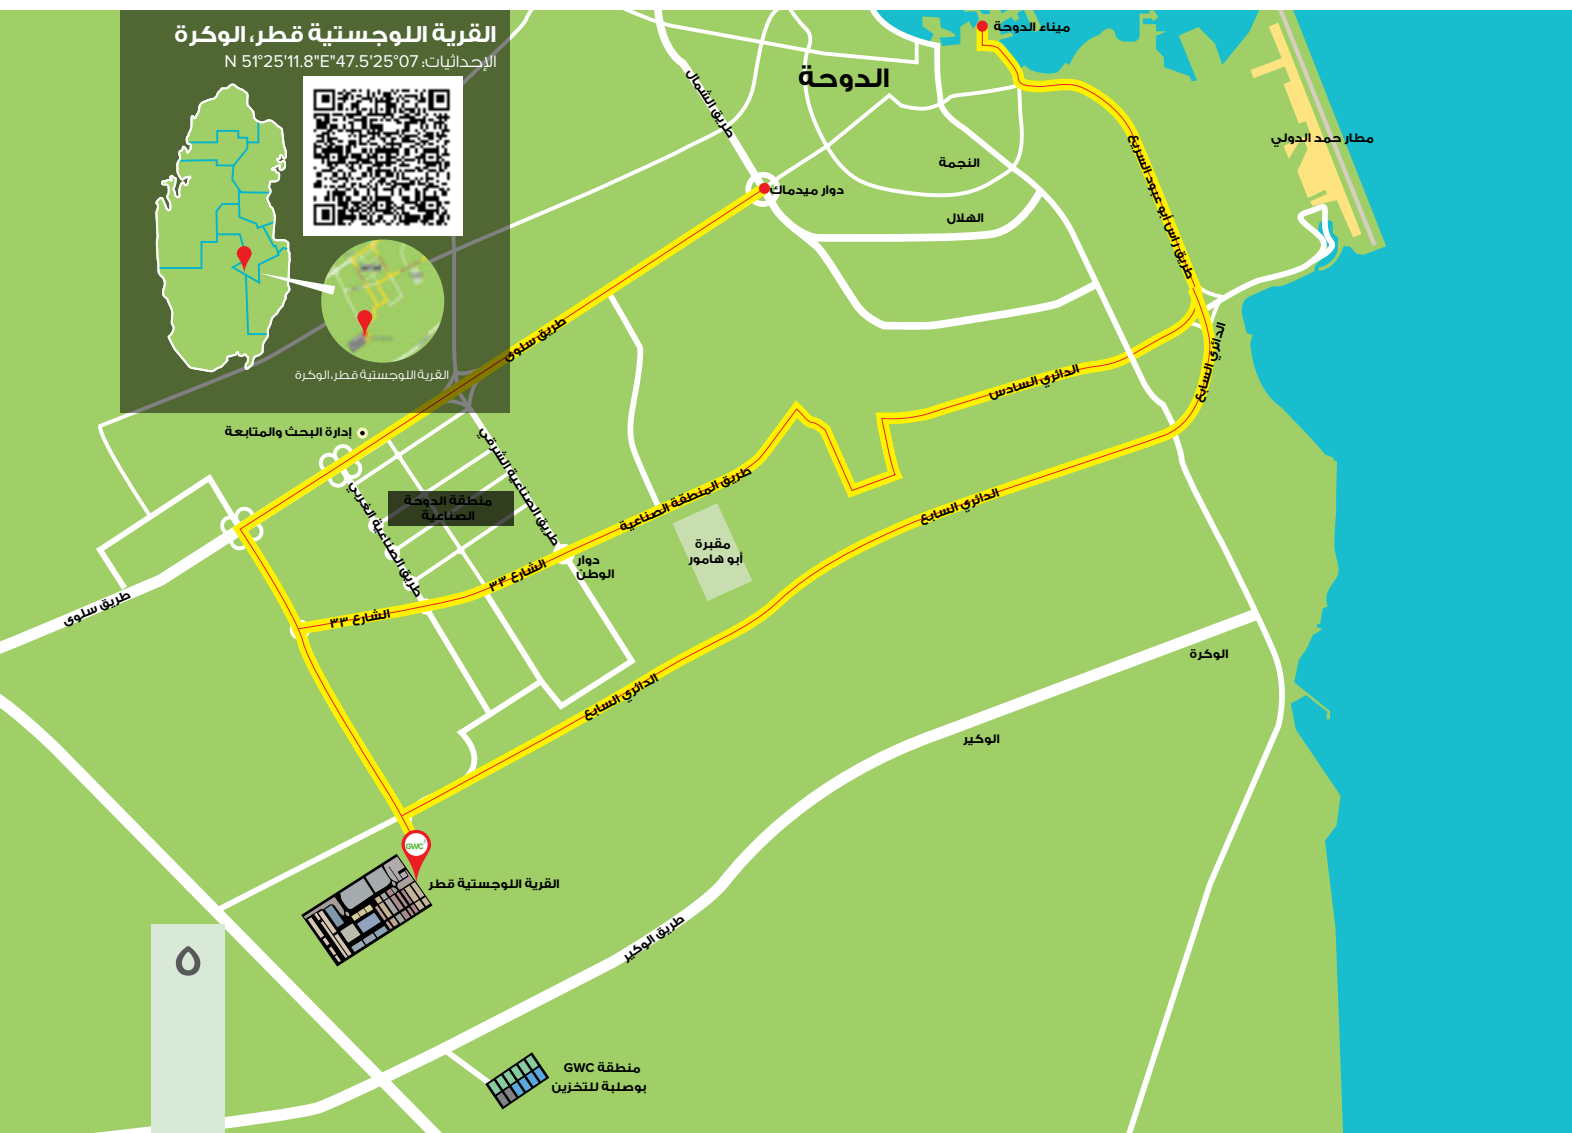 القرية اللوجستية قطر، الوكرة
الإحداثيات: N 51°25'11.8"E"47.5'25°07
القرية اللوجستية قطر، الوكرة
ميناء الدوحة
الدوحة
طريق الشمال
مطار حمد الدولي
النجمة
دوار ميدماك
الهلال
طريق راس أبو عبود السريع
طريق سلوى
الدائري السابع
الدائري السادس
إدارة البحث والمتابعة
طريق الصناعية الشرقي
منطقة الدوحة
الصناعية
طريق الصناعية الغربي
طريق المنطقة الصناعية
الدائري السابع
مقبرة
أبو هامور
دوار
الوطن
الشارع ٣٣
الشارع ٣٣
طريق سلوى
الوكرة
الدائري السابع
الوكير
GWC
القرية اللوجستية قطر
طريق الوكير
٥
منطقة GWC
بوصلبة للتخزين